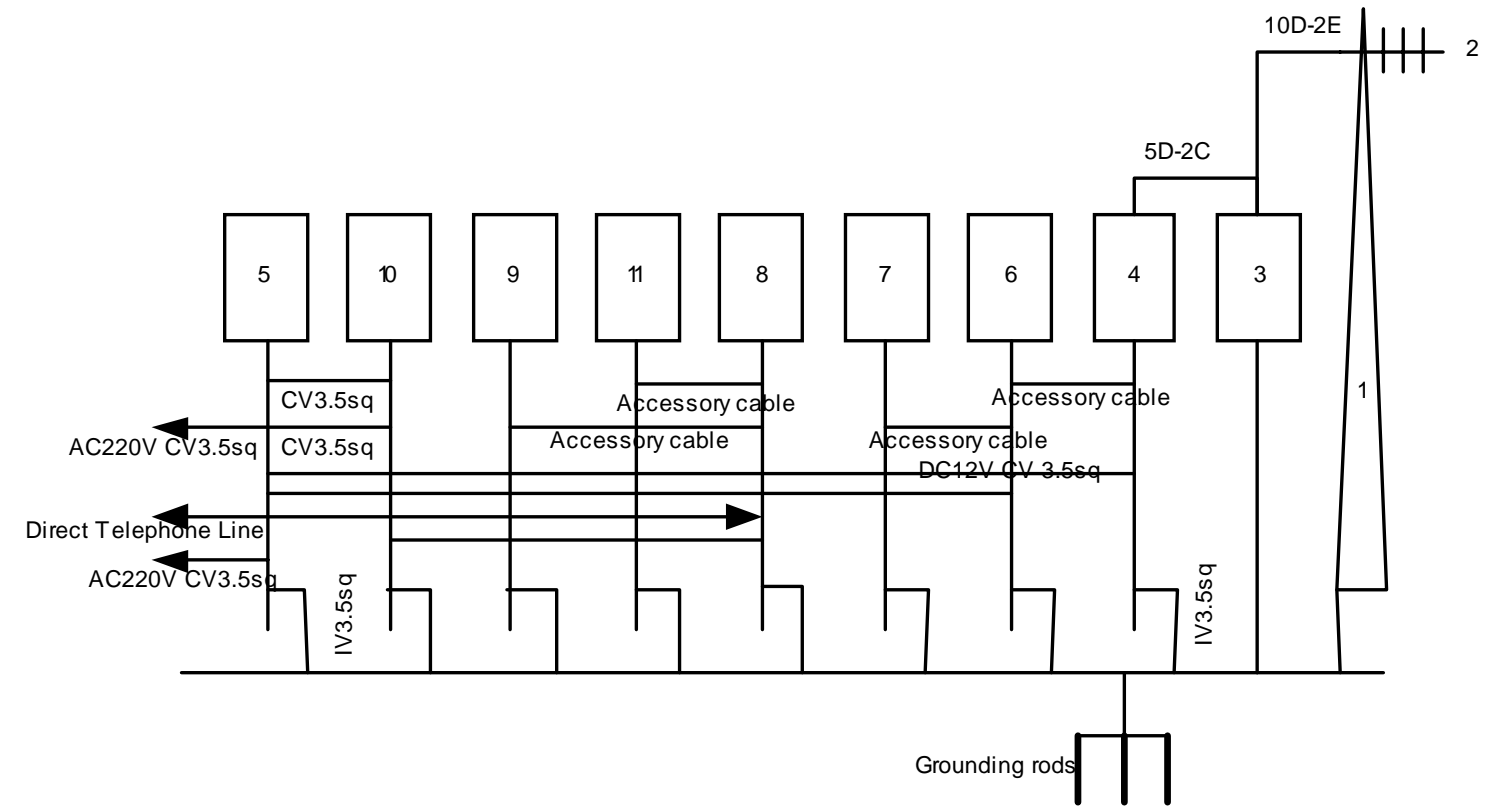 10D-2E
2
5D-2C
5
10
9
11
8
7
6
4
3
1
CV3.5sq
Accessory cable
Accessory cable
AC220V CV3.5sq
CV3.5sq
Accessory cable
Accessory cable
DC12V CV 3.5sq
Direct Telephone Line
AC220V CV3.5sq
IV3.5sq
IV3.5sq
Grounding rods